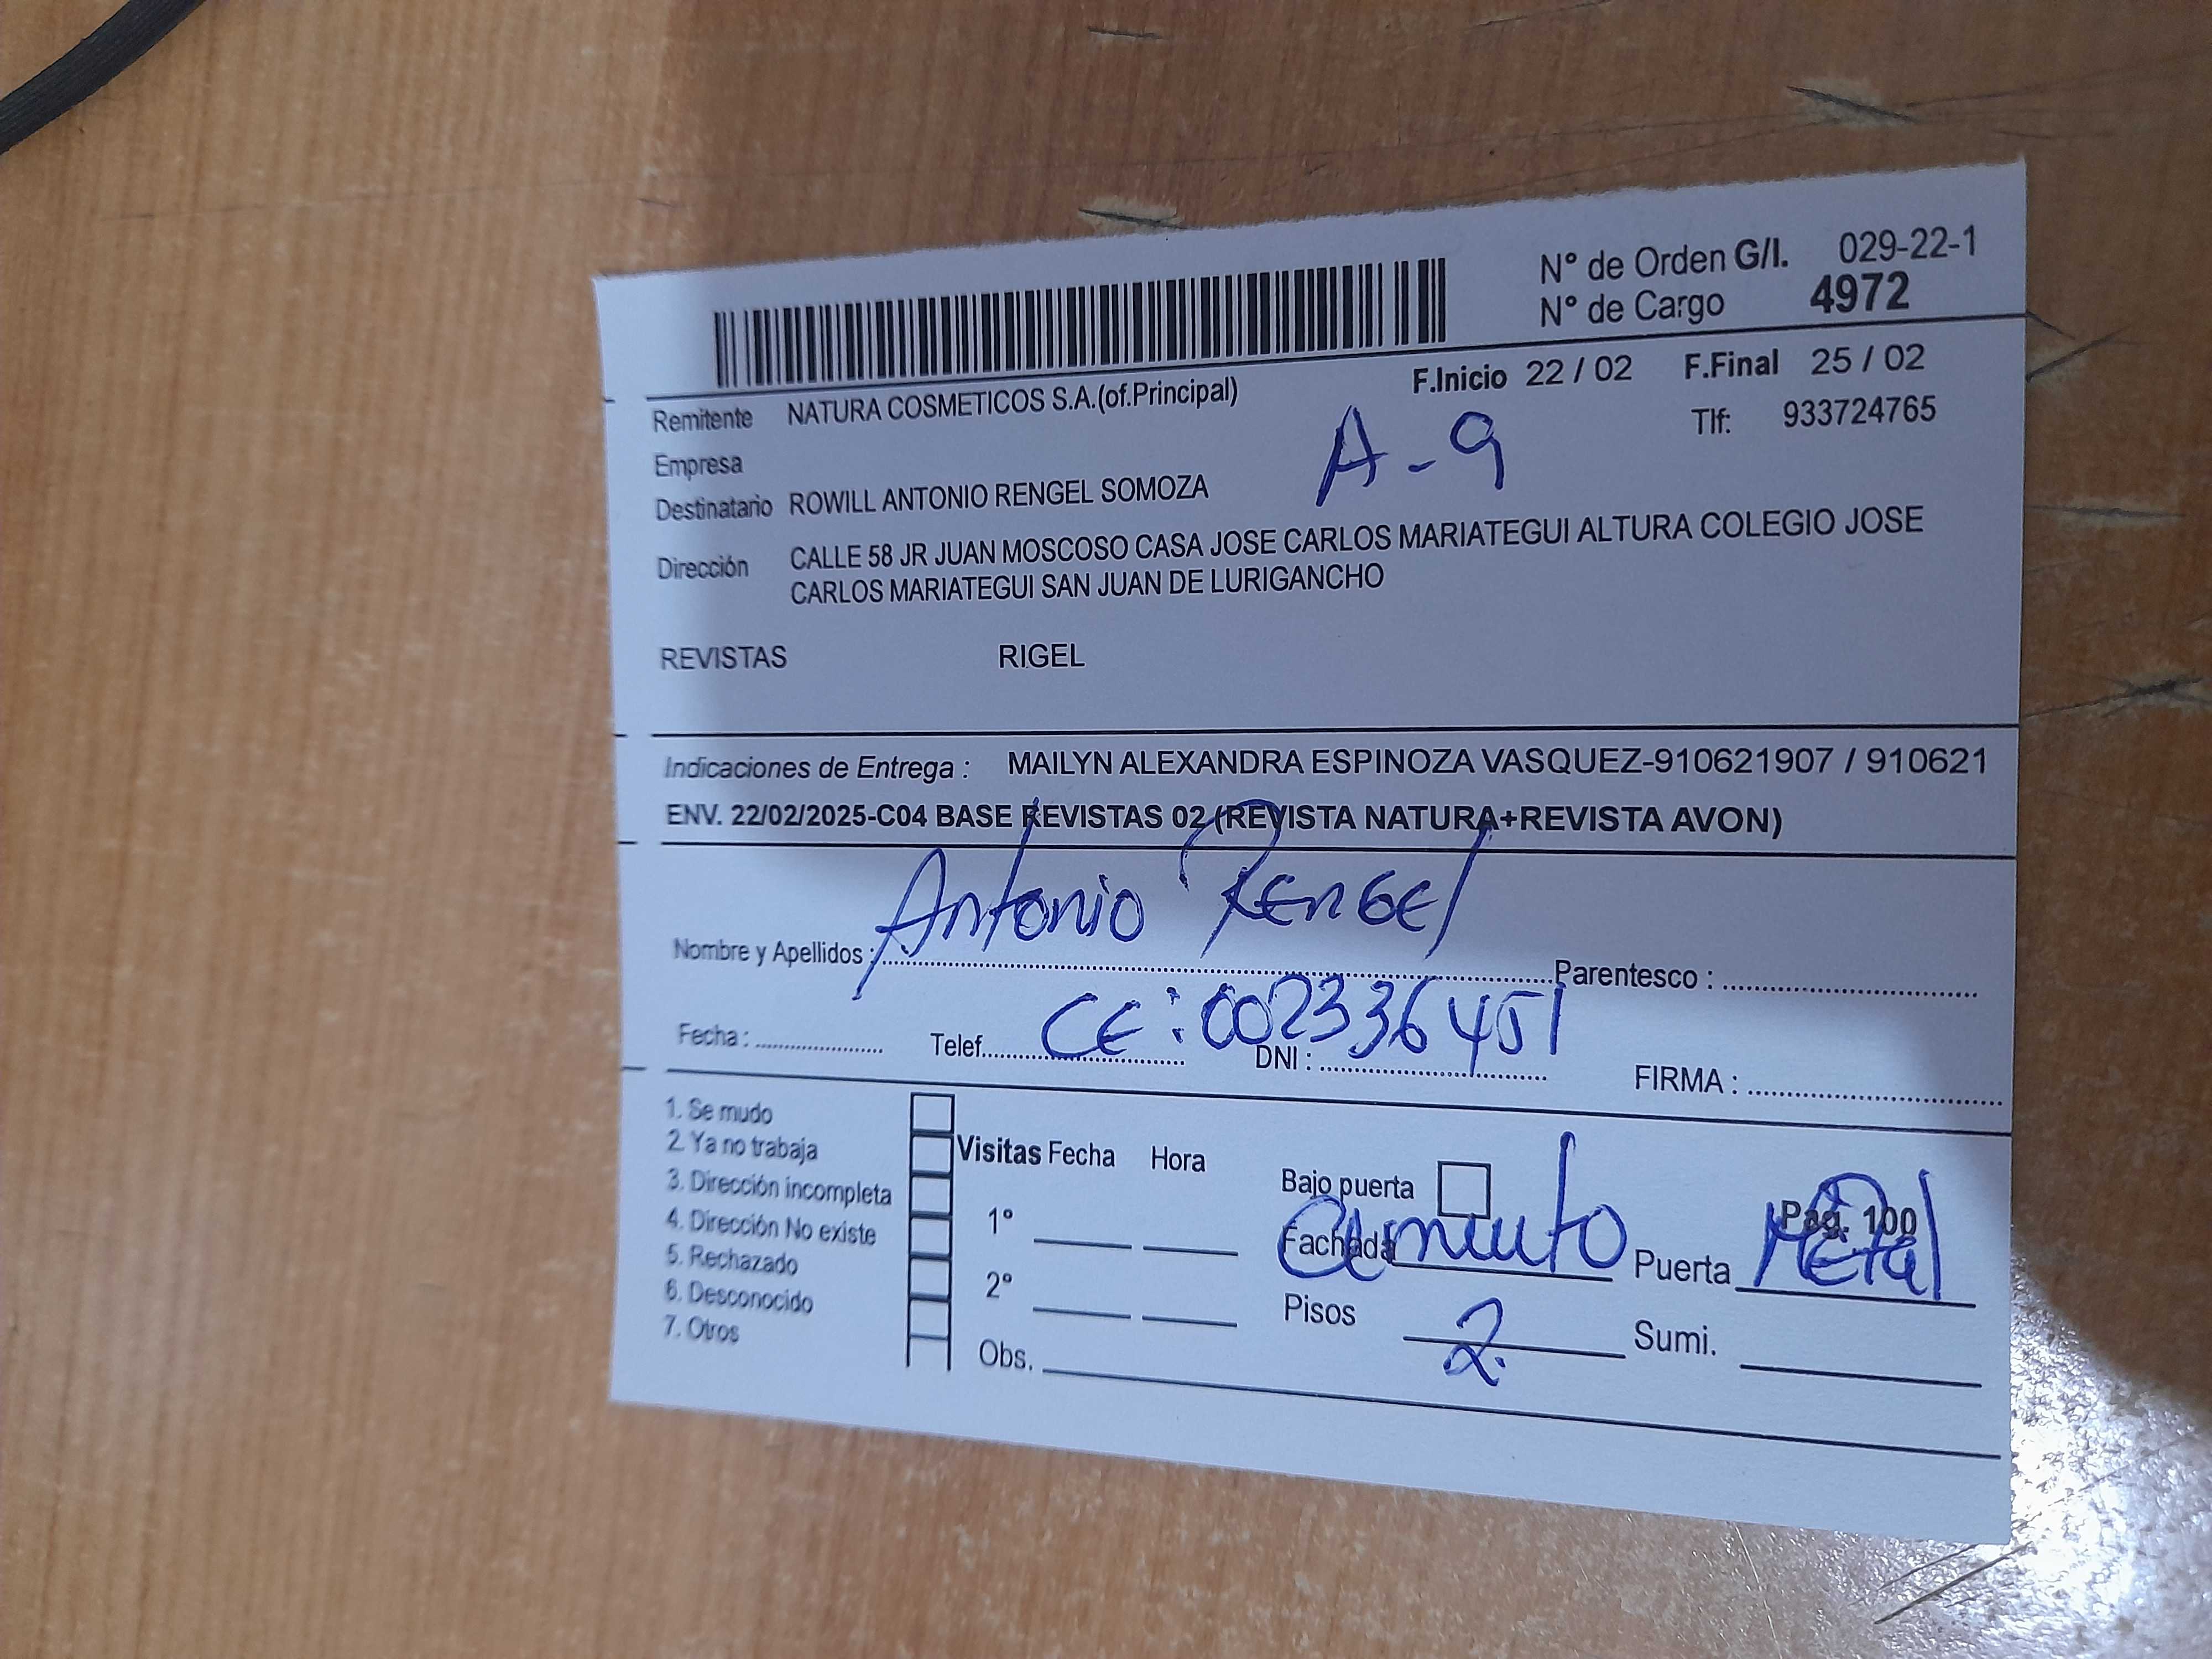 N° de Orden G/I. 029-22-1
N° de Cargo 4972
F.Inicio 22 / 02 F.Final 25 / 02
Remitente NATURA COSMETICOS S.A.(of.Principal)
Tlf: 933724765
Empresa
A-9
Destinatario ROWILL ANTONIO RENGEL SOMOZA
Dirección CALLE 58 JR JUAN MOSCOSO CASA JOSE CARLOS MARIATEGUI ALTURA COLEGIO JOSE
CARLOS MARIATEGUI SAN JUAN DE LURIGANCHO
REVISTAS RIGEL
Indicaciones de Entrega : MAILYN ALEXANDRA ESPINOZA VASQUEZ-910621907 / 910621
ENV. 22/02/2025-C04 BASE REVISTAS 02 (REVISTA NATURA+REVISTA AVON)
Antonio RENGEl
Nombre y Apellidos : Parentesco :
CE: 002336451
Fecha : Telef. DNI : FIRMA :
1. Se mudo
2. Ya no trabaja
3. Dirección incompleta
4. Dirección No existe
5. Rechazado
6. Desconocido
7. Otros
Visitas Fecha Hora
1°
2°
Obs.
Bajo puerta
Pag. 100
Fachada Cemento Puerta Metal
Pisos 2. Sumi.